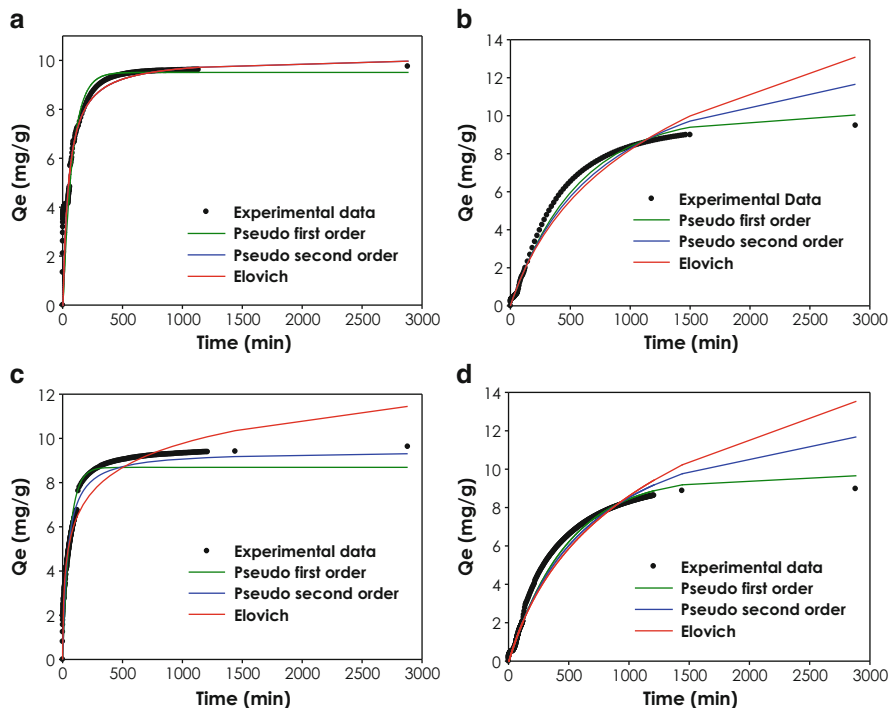 a
Qe (mg/g)
12
10
8
6
4
2
0
Experimental data
Pseudo first order
Pseudo second order
Elovich
0 500 1000 1500 2000 2500 3000
Time (min)
b
Qe (mg/g)
14
12
10
8
6
4
2
0
Experimental Data
Pseudo first order
Pseudo second order
Elovich
0 500 1000 1500 2000 2500 3000
Time (min)
c
Qe (mg/g)
12
10
8
6
4
2
0
Experimental data
Pseudo first order
Pseudo second order
Elovich
0 500 1000 1500 2000 2500 3000
Time (min)
d
Qe (mg/g)
14
12
10
8
6
4
2
0
Experimental data
Pseudo first order
Pseudo second order
Elovich
0 500 1000 1500 2000 2500 3000
Time (min)